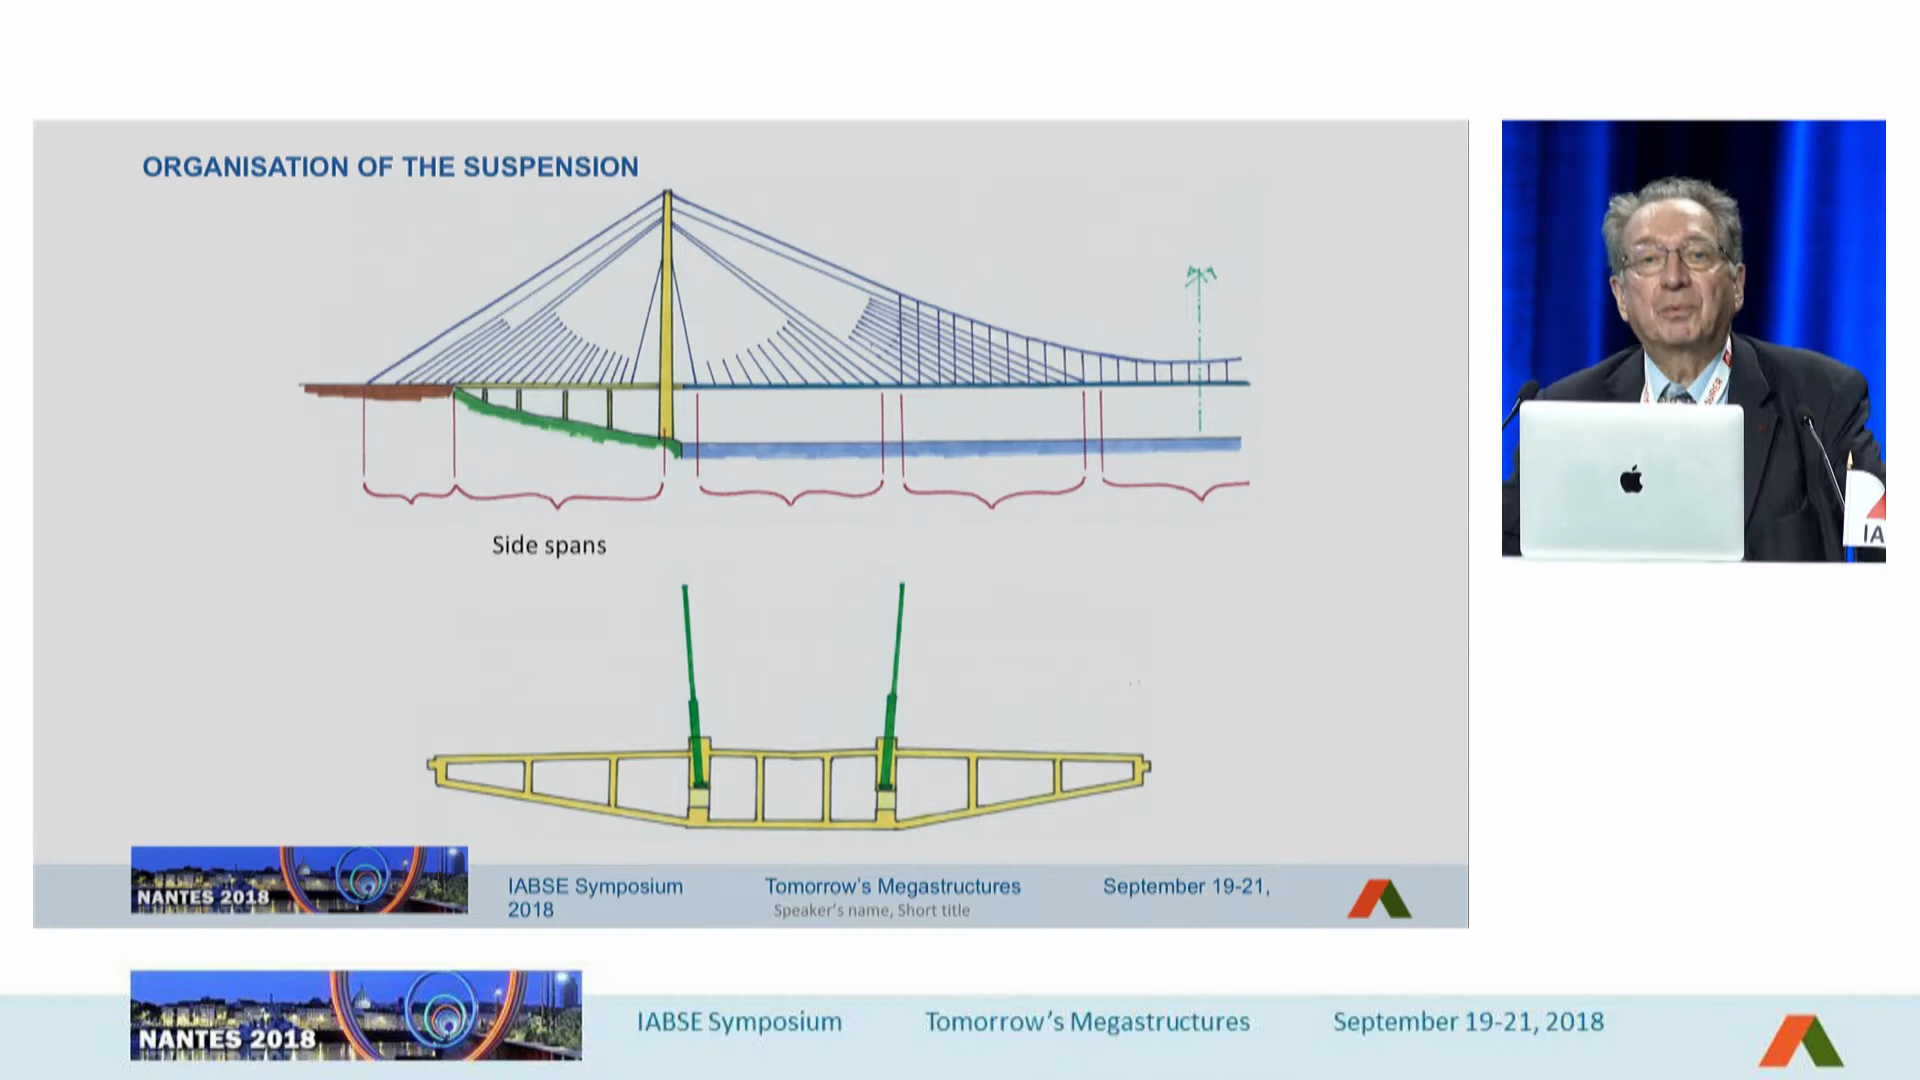 ORGANISATION OF THE SUSPENSION
Side spans
NANTES 2018
IABSE Symposium
2018
Tomorrow's Megastructures
Speaker's name, Short title
September 19-21,
IA
NANTES 2018
IABSE Symposium
Tomorrow's Megastructures
September 19-21, 2018